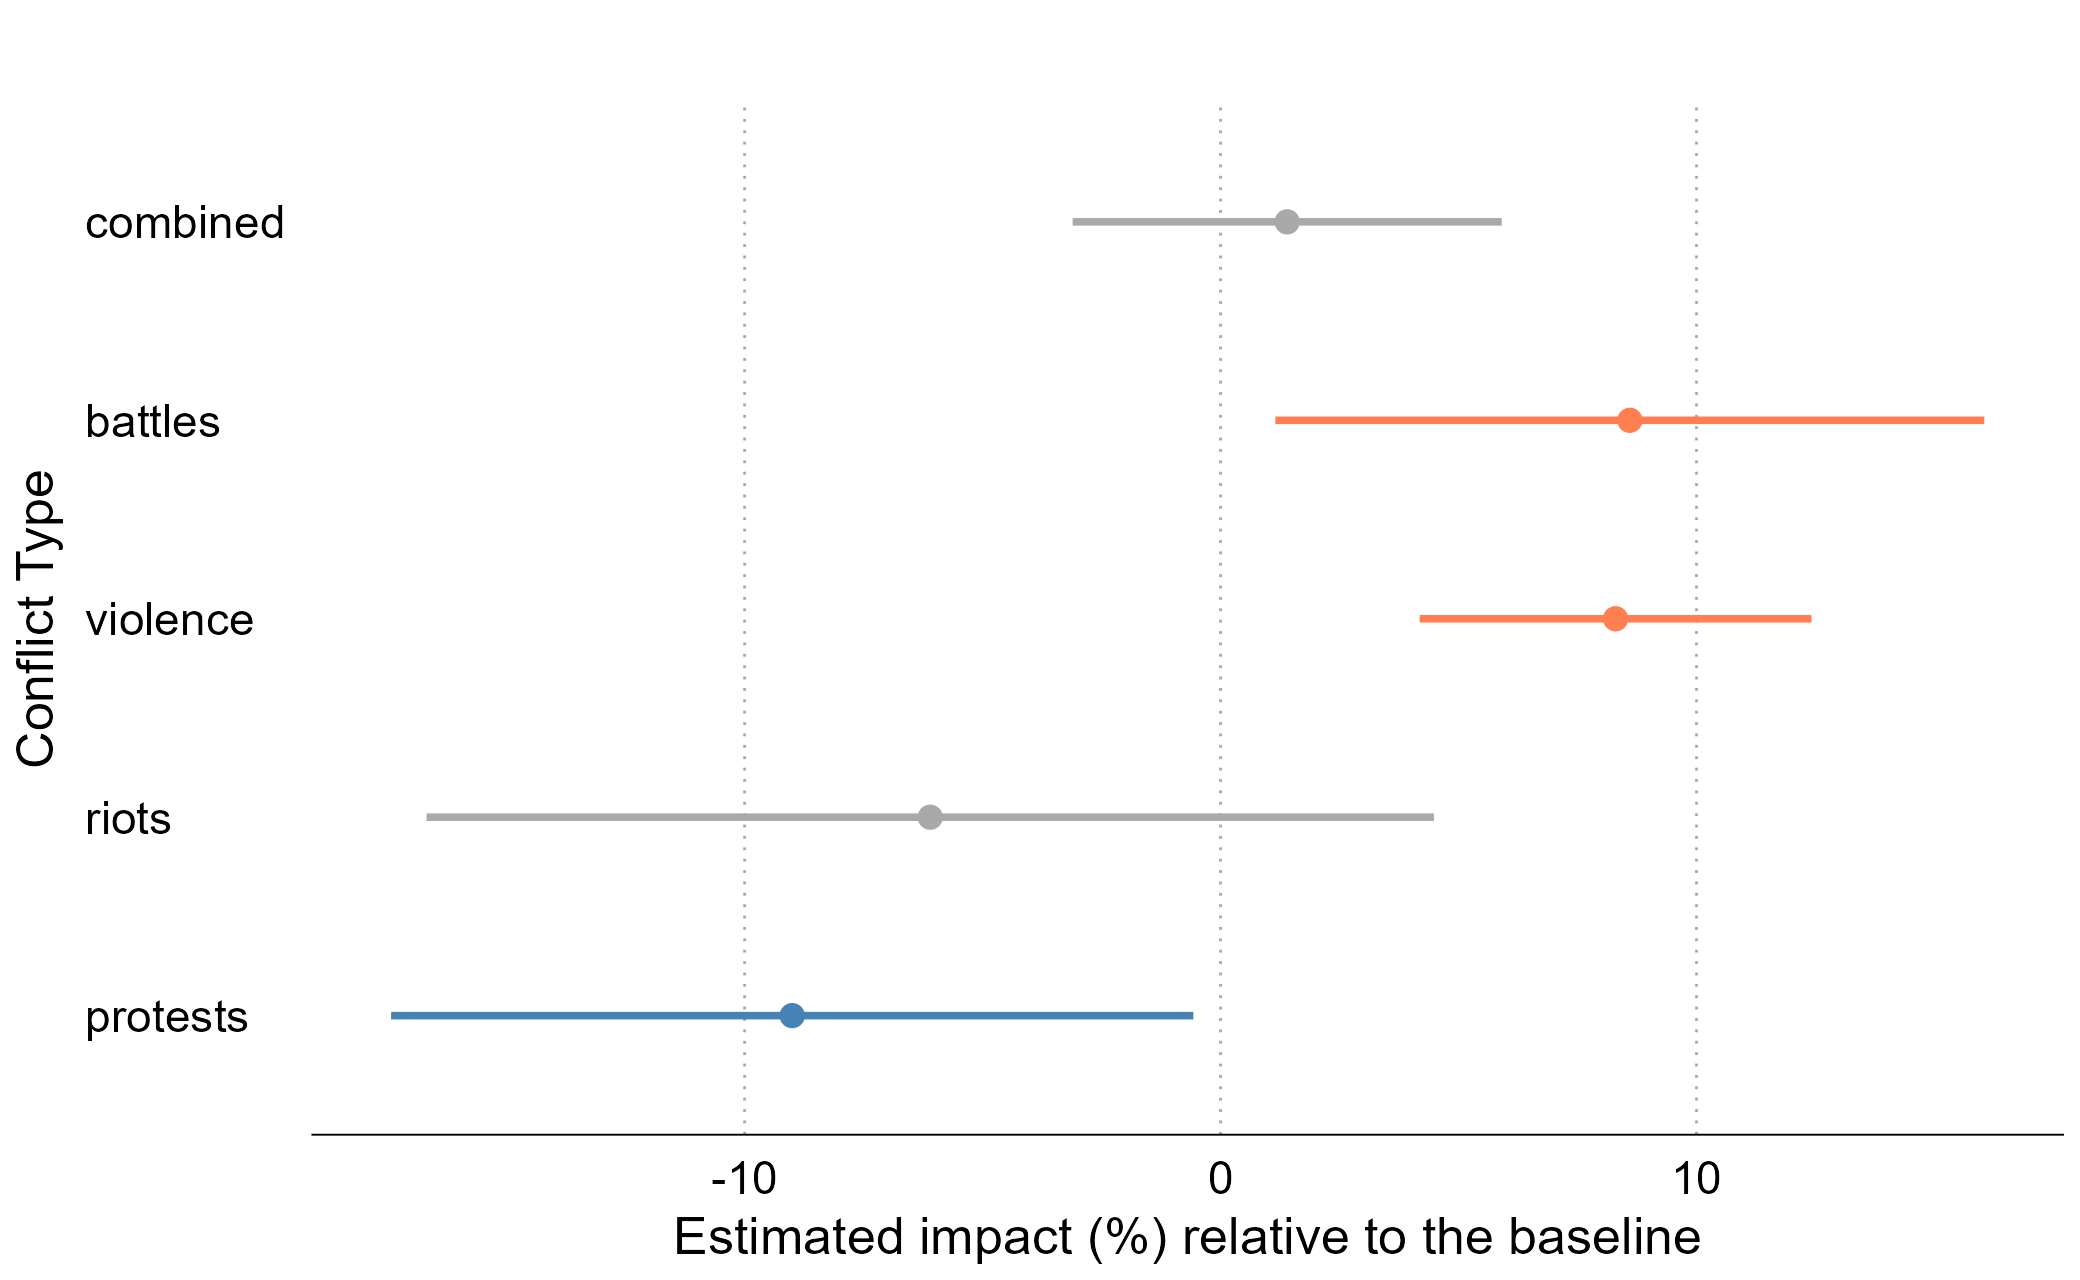 combined
battles
violence
riots
protests
Conflict Type
-10 0 10
Estimated impact (%) relative to the baseline